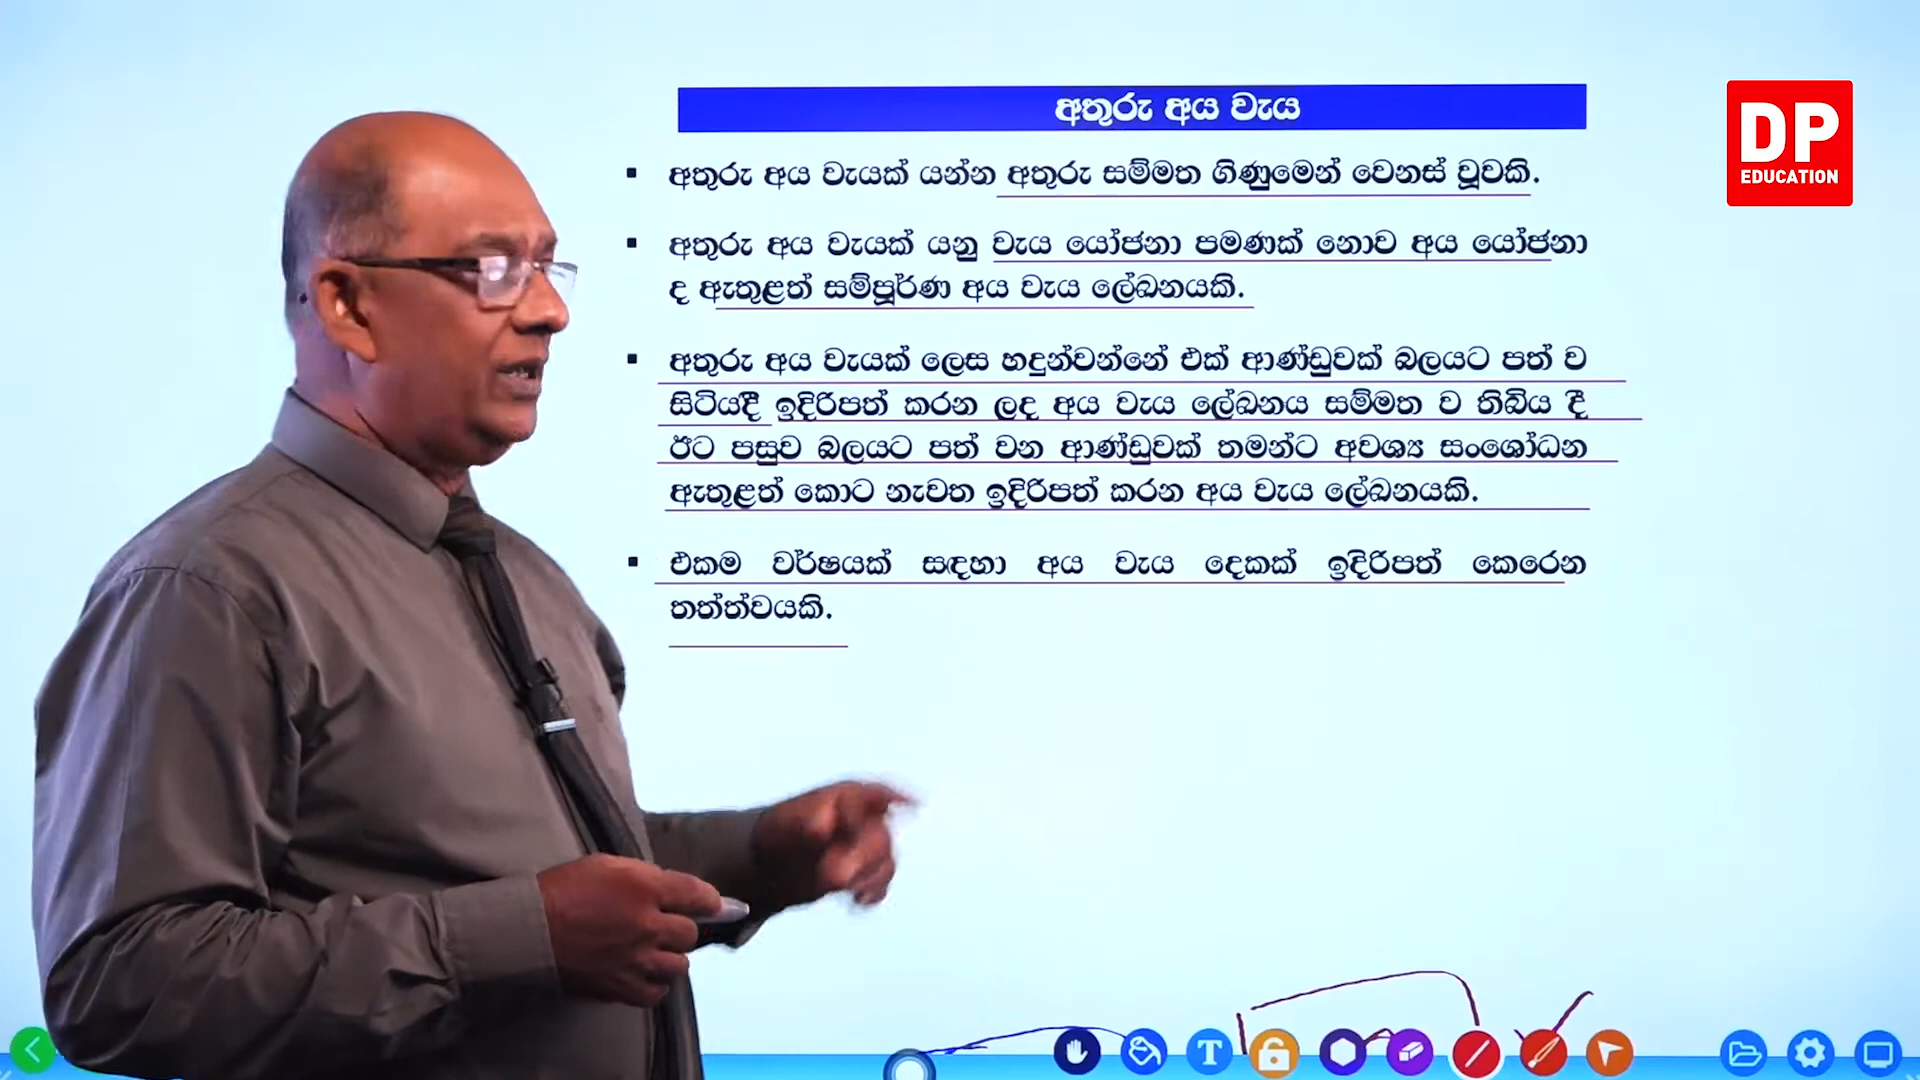 අතුරු අය වැය
DP
EDUCATION
▪ අතුරු අය වැයක් යන්න අතුරු සම්මත ගිණුමෙන් වෙනස් වූවකි.
▪ අතුරු අය වැයක් යනු වැය යෝජනා පමණක් නොව අය යෝජනා
ද ඇතුළත් සම්පූර්ණ අය වැය ලේඛනයකි.
▪ අතුරු අය වැයක් ලෙස හඳුන්වන්නේ එක් ආණ්ඩුවක් බලයට පත් ව
සිටියදී ඉදිරිපත් කරන ලද අය වැය ලේඛනය සම්මත ව තිබිය දී
ඊට පසුව බලයට පත් වන ආණ්ඩුවක් තමන්ට අවශ්‍ය සංශෝධන
ඇතුළත් කොට නැවත ඉදිරිපත් කරන අය වැය ලේඛනයකි.
▪ එකම වර්ෂයක් සඳහා අය වැය දෙකක් ඉදිරිපත් කෙරෙන
තත්ත්වයකි.
T